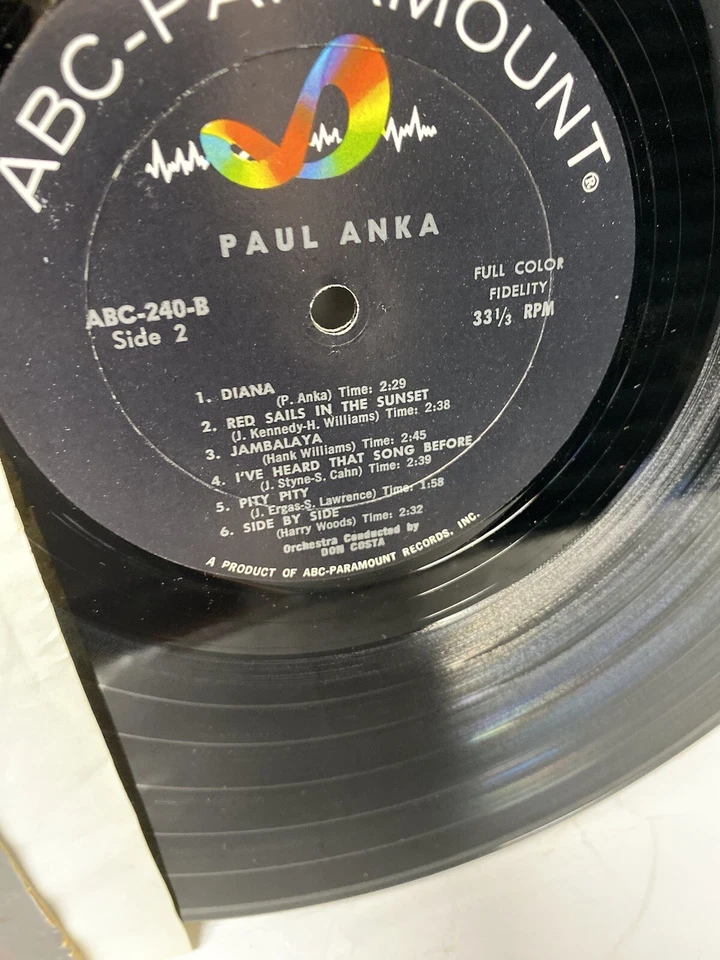 ABC-PARAMOUNT®
PAUL ANKA
FULL COLOR
FIDELITY
33 1/3 RPM
ABC-240-B
Side 2
1. DIANA
(P. Anka) Time: 2:29
2. RED SAILS IN THE SUNSET
(J. Kennedy-H. Williams) Time: 2:38
3. JAMBALAYA
(Hank Williams) Time: 2:45
4. I'VE HEARD THAT SONG BEFORE
(J. Styne-S. Cahn) Time: 2:39
5. PITY PITY
(J. Ergas-S. Lawrence) Time: 1:58
6. SIDE BY SIDE
(Harry Woods) Time: 2:32
Orchestra Conducted by
DON COSTA
A PRODUCT OF ABC-PARAMOUNT RECORDS, INC.